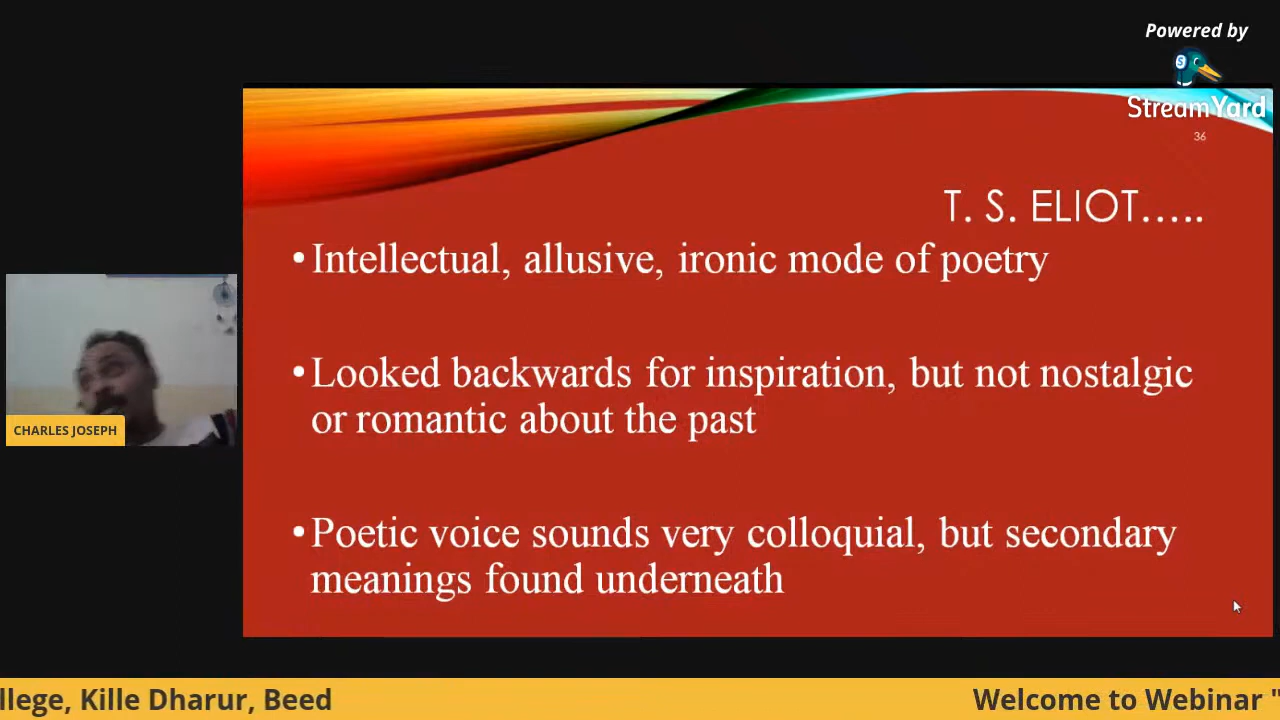 Powered by
StreamYard
36
T. S. ELIOT.....
•Intellectual, allusive, ironic mode of poetry
•Looked backwards for inspiration, but not nostalgic
or romantic about the past
•Poetic voice sounds very colloquial, but secondary
meanings found underneath
CHARLES JOSEPH
llege, Kille Dharur, Beed
Welcome to Webinar "